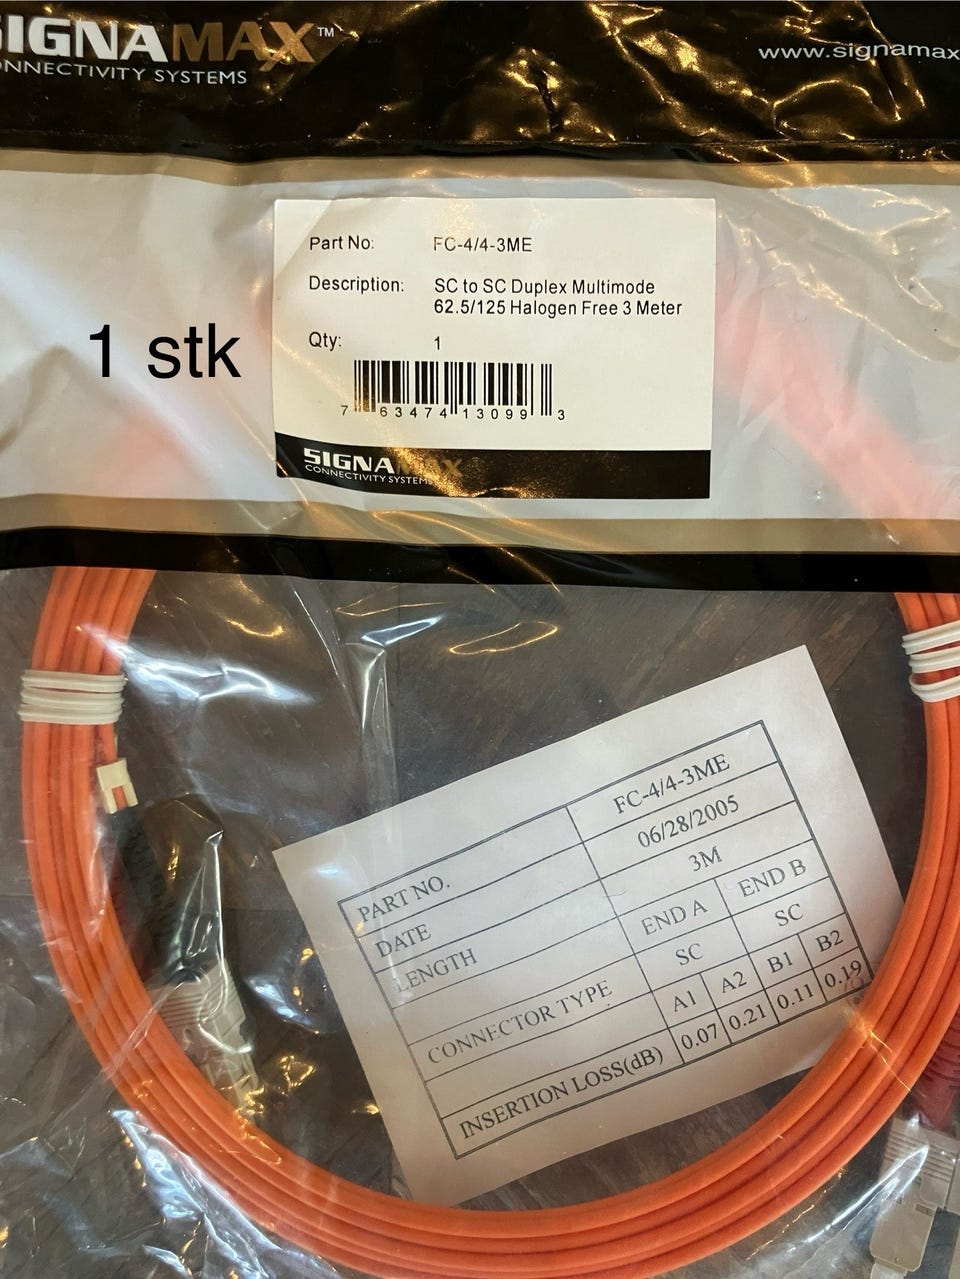 SIGNAMAX™
CONNECTIVITY SYSTEMS
www.signamax
Part No: FC-4/4-3ME
Description: SC to SC Duplex Multimode
62.5/125 Halogen Free 3 Meter
Qty: 1
1 stk
7 63474 13099 3
SIGNAMAX
CONNECTIVITY SYSTEMS
PART NO. FC-4/4-3ME
DATE 06/28/2005
LENGTH 3M
END A END B
CONNECTOR TYPE SC SC
A1 A2 B1 B2
INSERTION LOSS(dB) 0.07 0.21 0.11 0.19